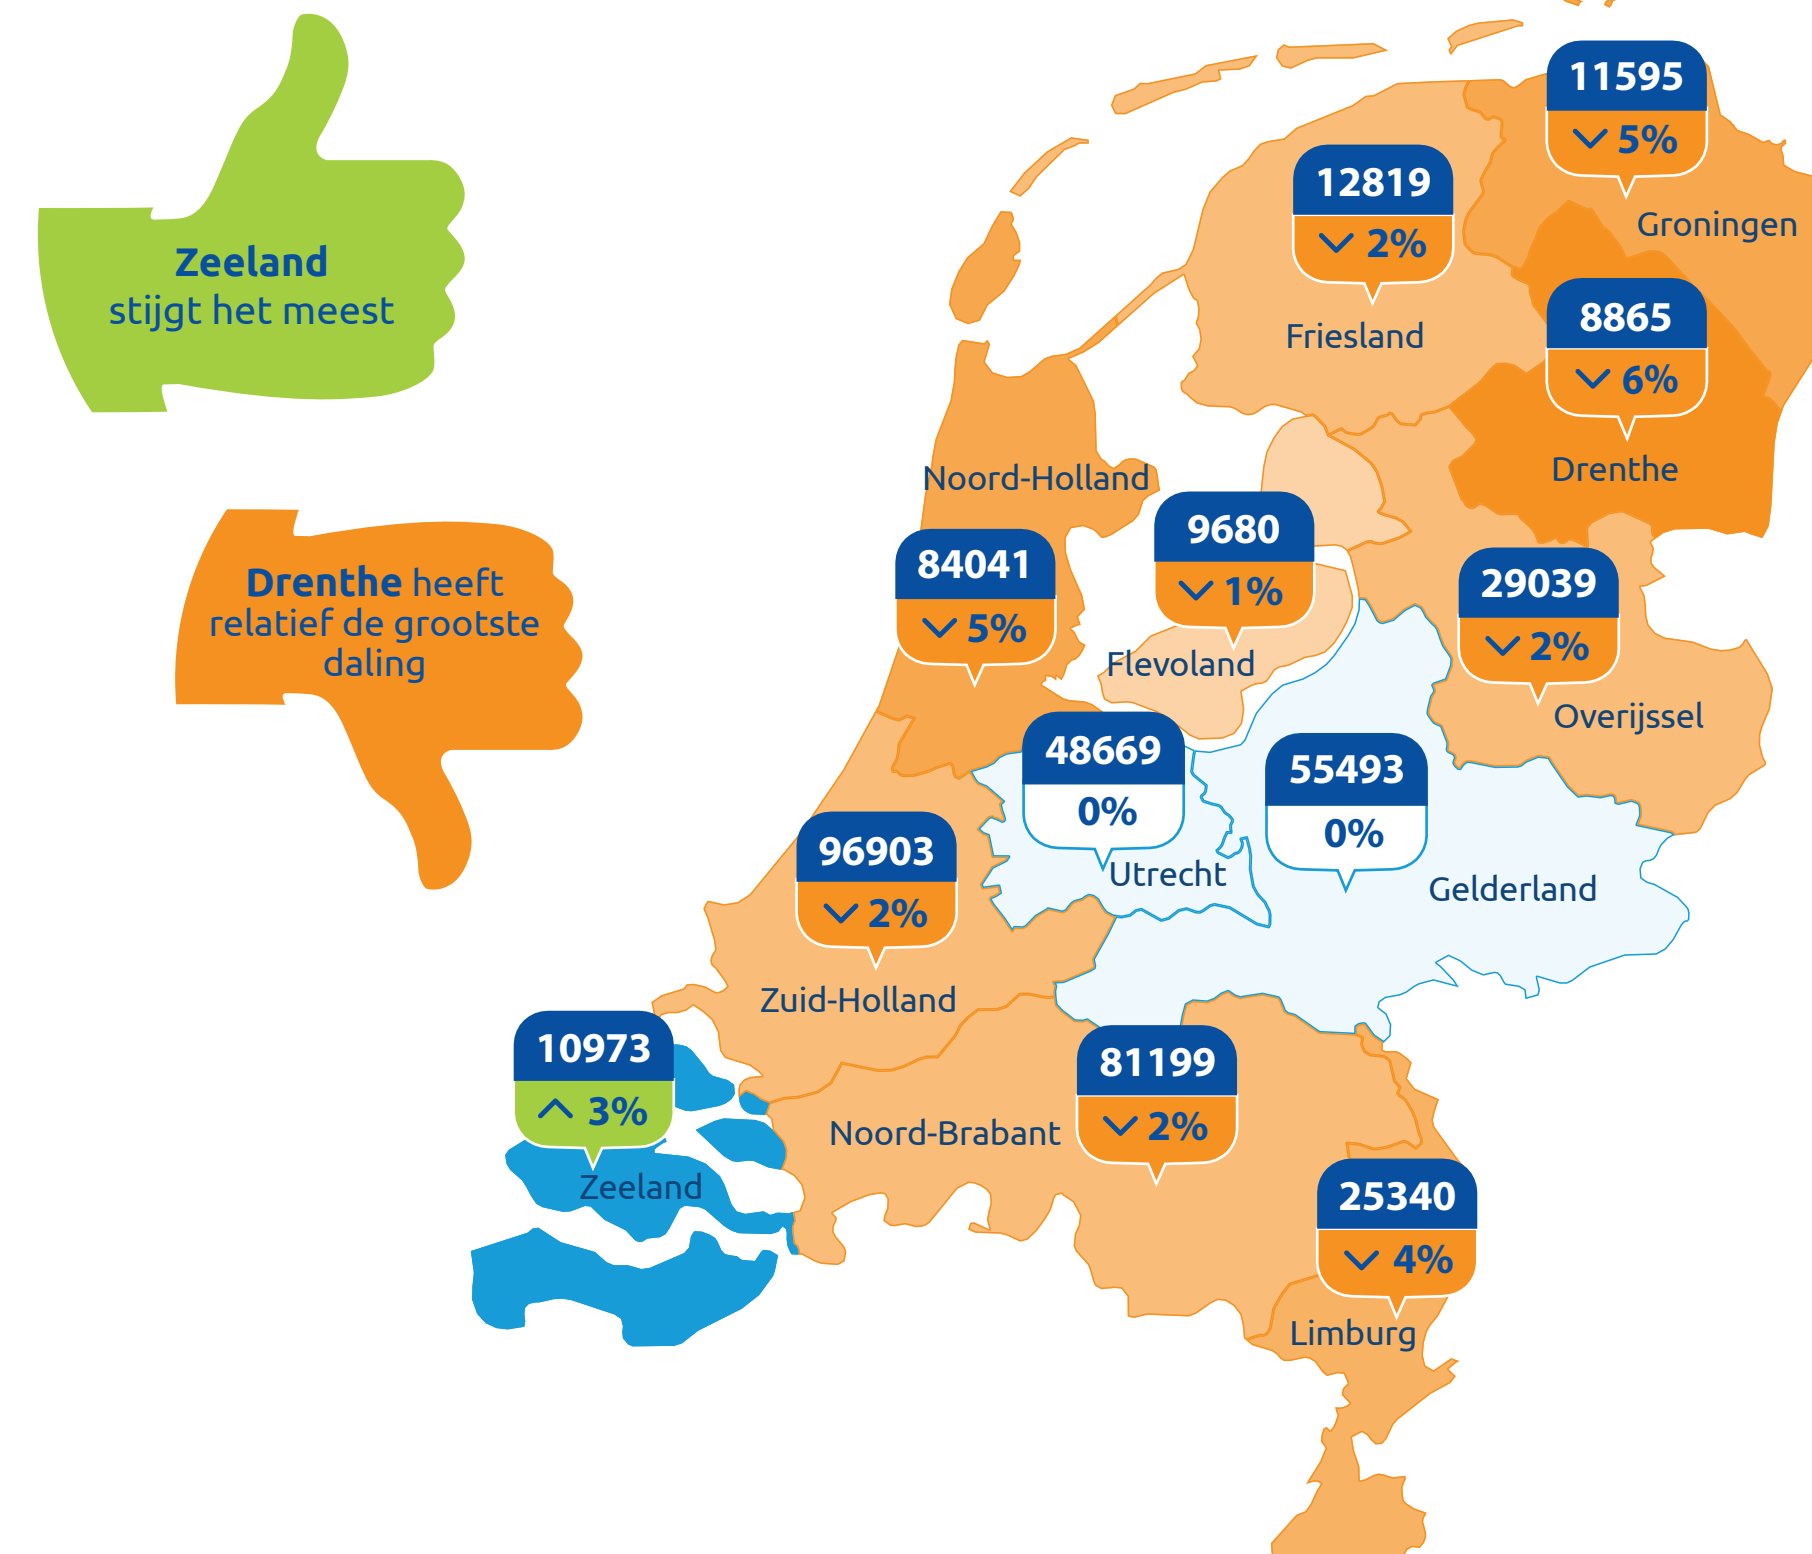 Zeeland
stijgt het meest
Drenthe heeft
relatief de grootste
daling
11595
5%
Groningen
12819
2%
Friesland
8865
6%
Drenthe
Noord-Holland
84041
5%
9680
1%
Flevoland
29039
2%
Overijssel
48669
0%
Utrecht
55493
0%
Gelderland
96903
2%
Zuid-Holland
10973
3%
Zeeland
81199
2%
Noord-Brabant
25340
4%
Limburg